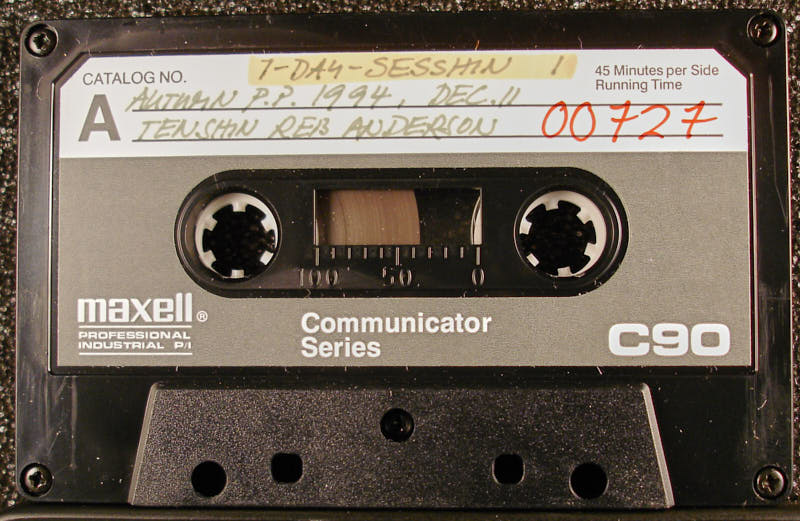 CATALOG NO.
7-DAY-SESSHIN 1
45 Minutes per Side
Running Time
A
AUTUMN P.P. 1994, DEC. 11
TENSHIN REB ANDERSON
00727
100 50 0
maxell®
PROFESSIONAL
INDUSTRIAL P/I
Communicator
Series
C90